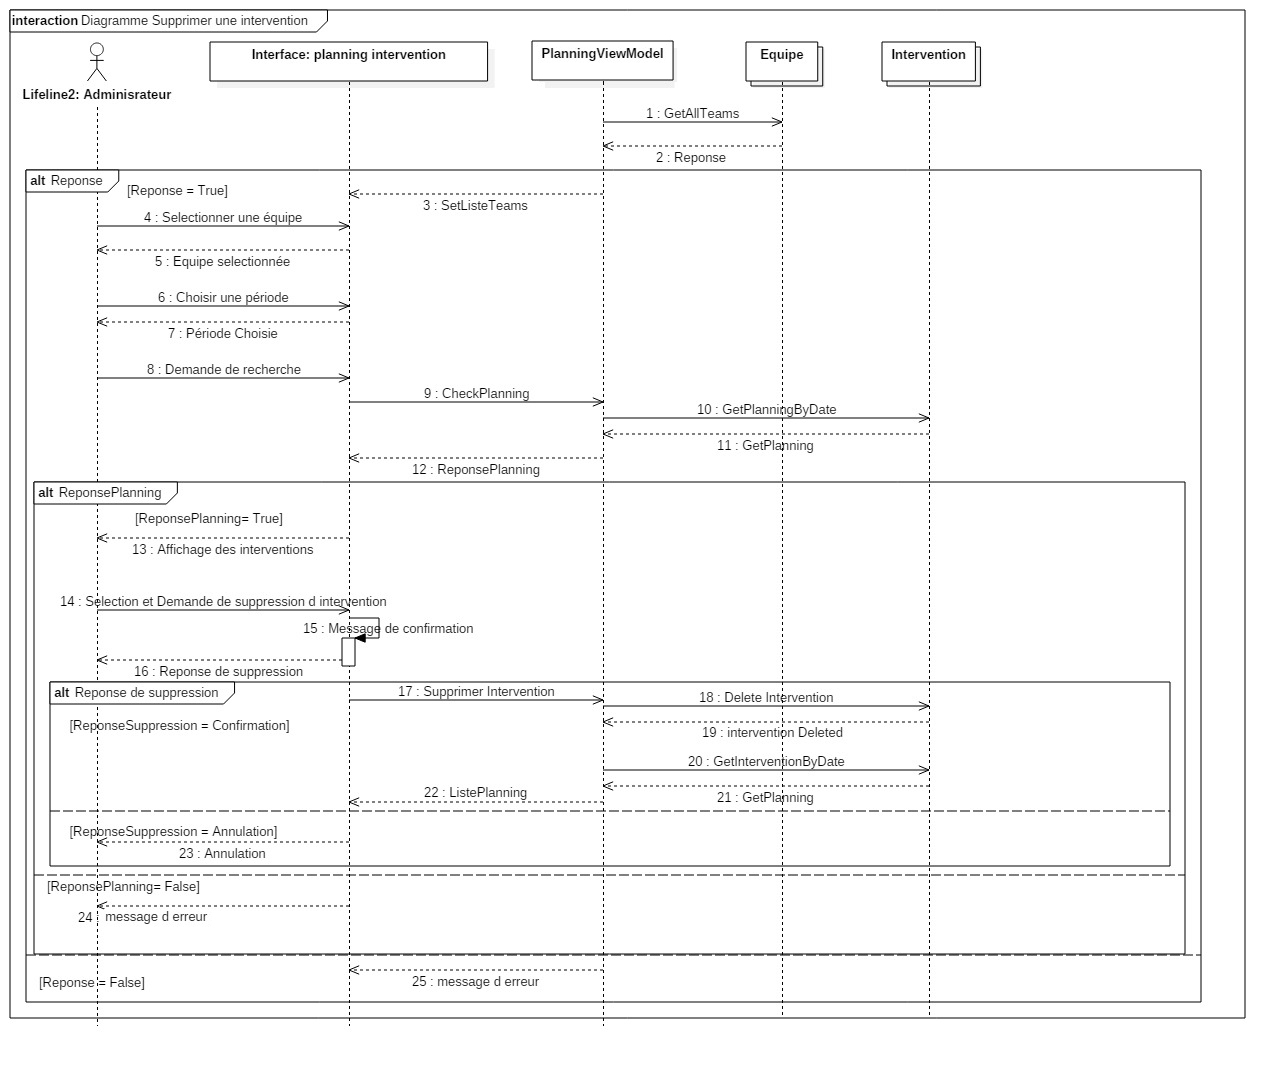 interaction Diagramme Supprimer une intervention
Lifeline2: Adminisrateur
Interface: planning intervention
PlanningViewModel
Equipe
Intervention
1 : GetAllTeams
2 : Reponse
alt Reponse
[Reponse = True]
3 : SetListeTeams
4 : Selectionner une équipe
5 : Equipe selectionnée
6 : Choisir une période
7 : Période Choisie
8 : Demande de recherche
9 : CheckPlanning
10 : GetPlanningByDate
11 : GetPlanning
12 : ReponsePlanning
alt ReponsePlanning
[ReponsePlanning= True]
13 : Affichage des interventions
14 : Selection et Demande de suppression d intervention
15 : Message de confirmation
16 : Reponse de suppression
alt Reponse de suppression
17 : Supprimer Intervention
18 : Delete Intervention
[ReponseSuppression = Confirmation]
19 : intervention Deleted
20 : GetInterventionByDate
22 : ListePlanning
21 : GetPlanning
[ReponseSuppression = Annulation]
23 : Annulation
[ReponsePlanning= False]
24 : message d erreur
25 : message d erreur
[Reponse = False]